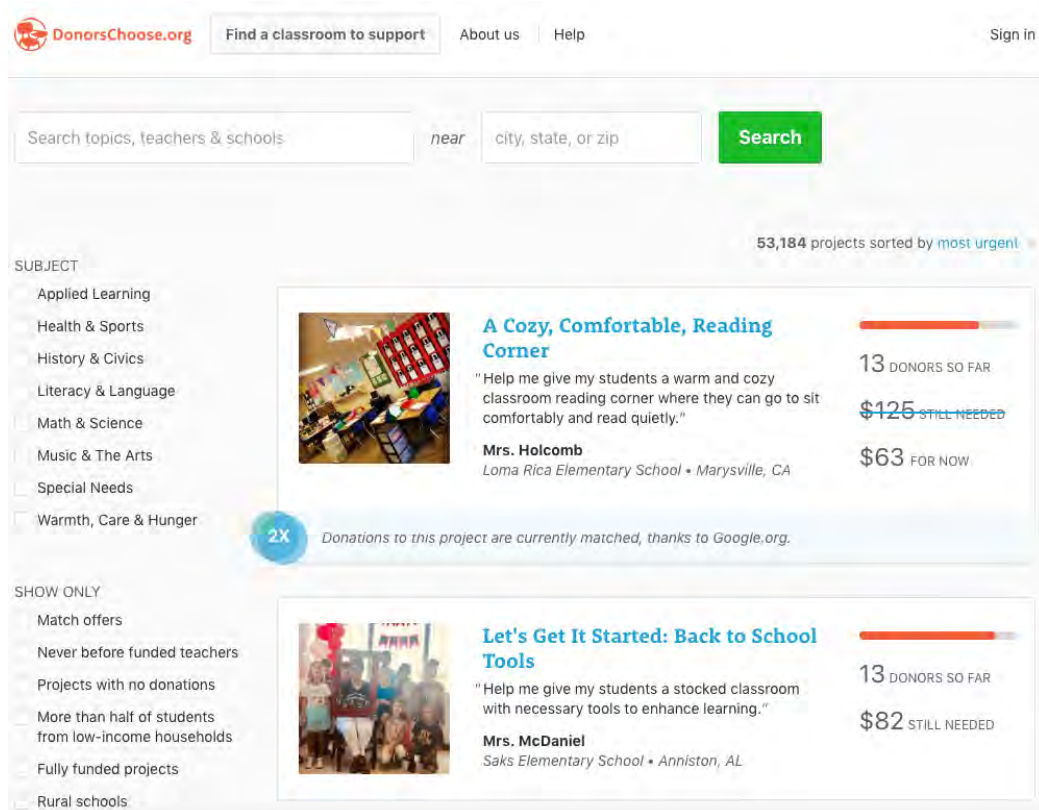 DonorsChoose.org Find a classroom to support About us Help Sign in
Search topics, teachers & schools near city, state, or zip Search
53,184 projects sorted by most urgent
SUBJECT
Applied Learning
Health & Sports
History & Civics
Literacy & Language
Math & Science
Music & The Arts
Special Needs
Warmth, Care & Hunger
SHOW ONLY
Match offers
Never before funded teachers
Projects with no donations
More than half of students
from low-income households
Fully funded projects
Rural schools
A Cozy, Comfortable, Reading
Corner
"Help me give my students a warm and cozy
classroom reading corner where they can go to sit
comfortably and read quietly."
Mrs. Holcomb
Loma Rica Elementary School • Marysville, CA
13 DONORS SO FAR
$125 STILL NEEDED
$63 FOR NOW
2X Donations to this project are currently matched, thanks to Google.org.
Let's Get It Started: Back to School
Tools
"Help me give my students a stocked classroom
with necessary tools to enhance learning."
Mrs. McDaniel
Saks Elementary School • Anniston, AL
13 DONORS SO FAR
$82 STILL NEEDED